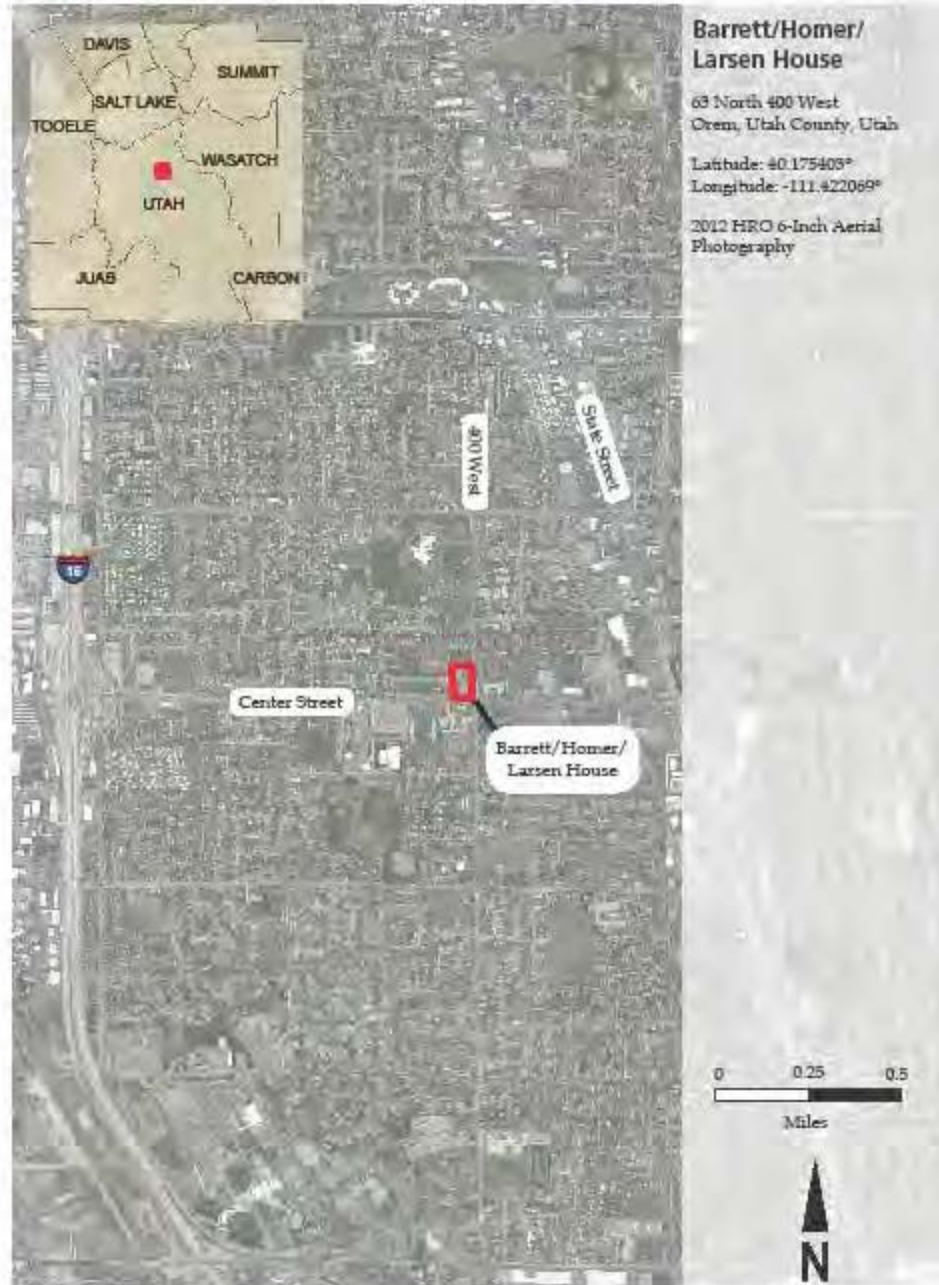 Barrett/Homer/
Larsen House
63 North 400 West
Orem, Utah County, Utah
Latitude: 40.175403°
Longitude: -111.422069°
2012 HRO 6-Inch Aerial
Photography
DAVIS
SUMMIT
SALT LAKE
TOOELE
WASATCH
UTAH
JUAB
CARBON
400 West
State Street
Center Street
Barrett/Homer/
Larsen House
0 0.25 0.5
Miles
N